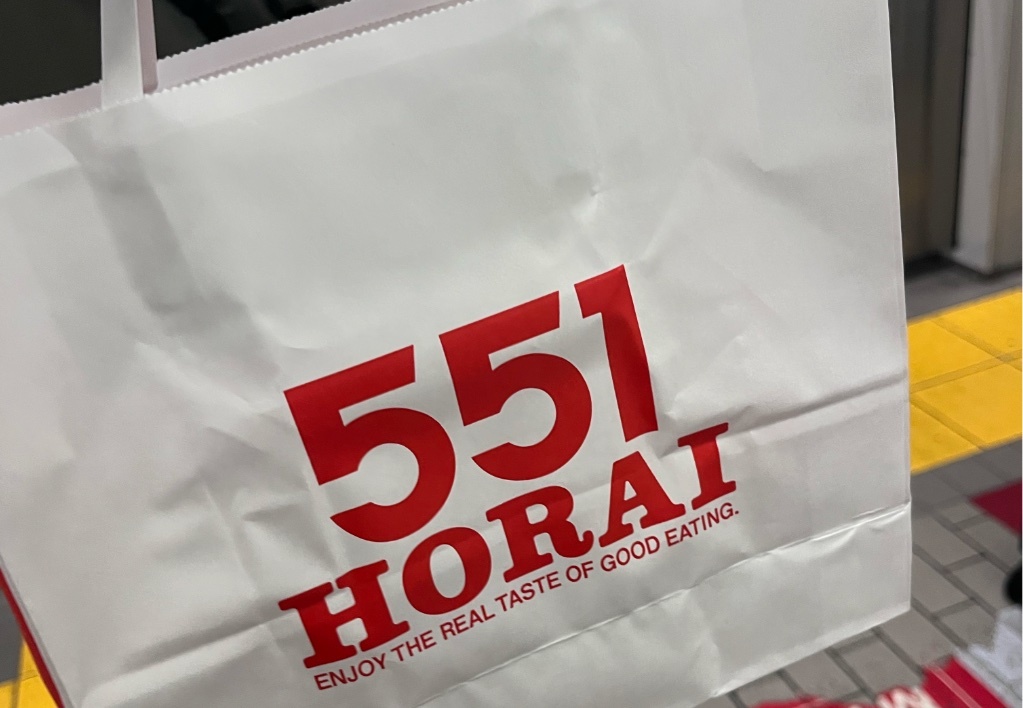 551
HORAI
ENJOY THE REAL TASTE OF GOOD EATING.